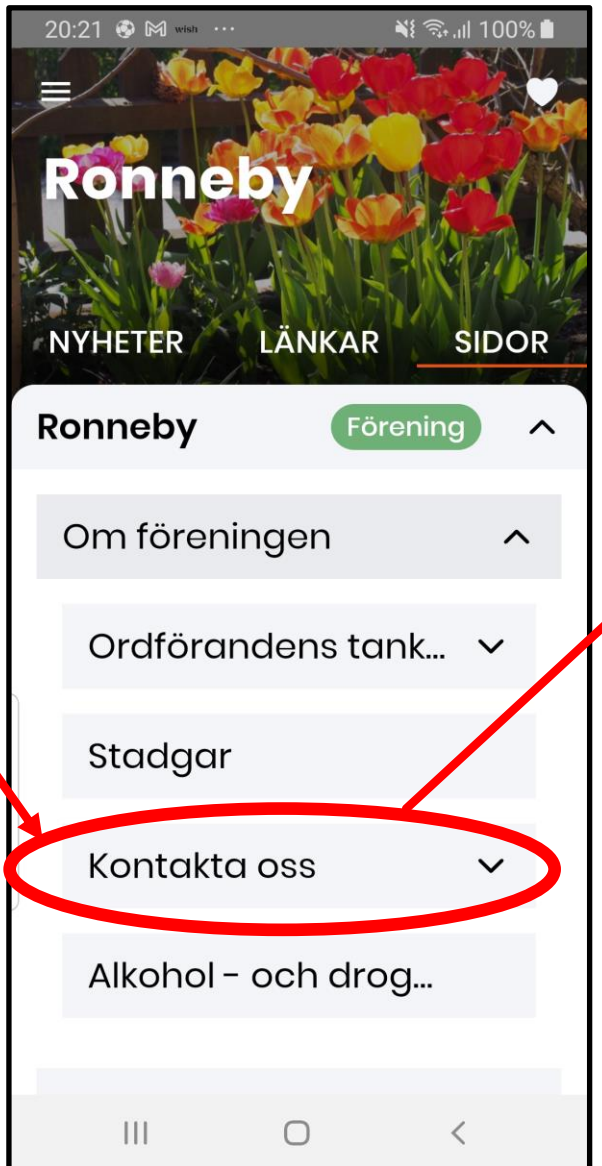 20:21 wish ... 100%
Ronneby
NYHETER LÄNKAR SIDOR
Ronneby Förening
Om föreningen
Ordförandens tank...
Stadgar
Kontakta oss
Alkohol - och drog...